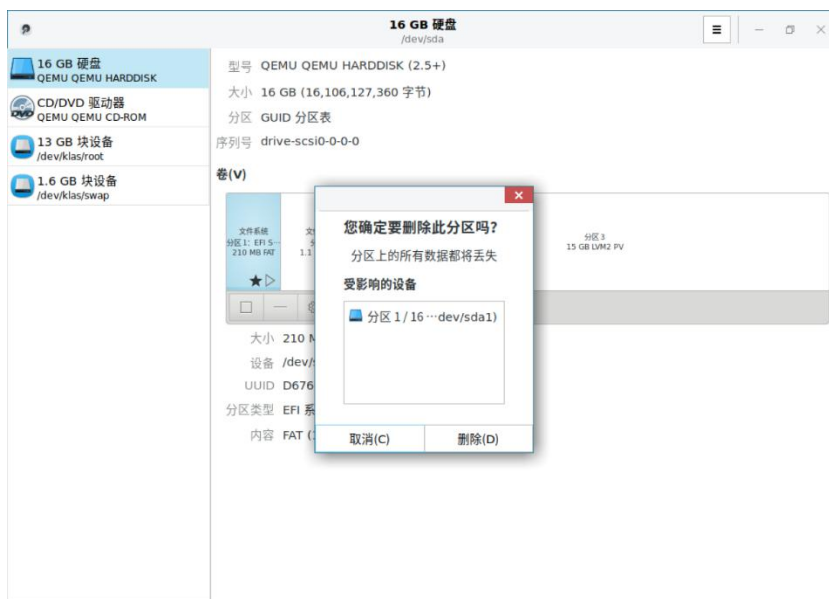 16 GB 硬盘
/dev/sda
16 GB 硬盘
QEMU QEMU HARDDISK
CD/DVD 驱动器
QEMU QEMU CD-ROM
13 GB 块设备
/dev/klas/root
1.6 GB 块设备
/dev/klas/swap
型号 QEMU QEMU HARDDISK (2.5+)
大小 16 GB (16,106,127,360 字节)
分区 GUID 分区表
序列号 drive-scsi0-0-0-0
卷(V)
文件系统
分区 1: EFI S…
210 MB FAT
文
分
1.1
分区 3
15 GB LVM2 PV
大小 210 M
设备 /dev/s
UUID D676
分区类型 EFI 系
内容 FAT (
您确定要删除此分区吗?
分区上的所有数据都将丢失
受影响的设备
分区 1 / 16 …dev/sda1)
取消(C)
删除(D)